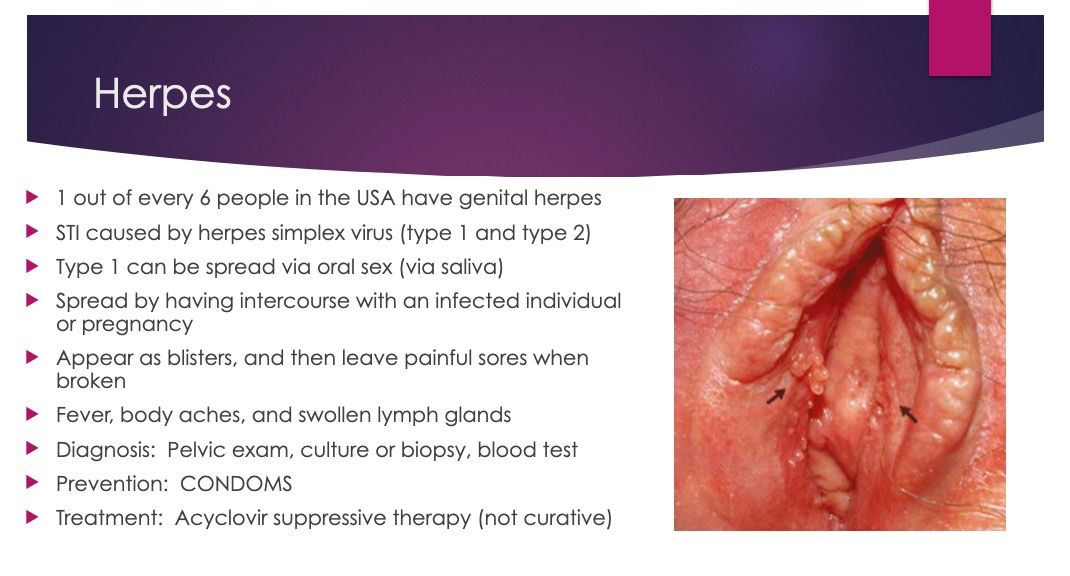 Herpes
1 out of every 6 people in the USA have genital herpes
STI caused by herpes simplex virus (type 1 and type 2)
Type 1 can be spread via oral sex (via saliva)
Spread by having intercourse with an infected individual
or pregnancy
Appear as blisters, and then leave painful sores when
broken
Fever, body aches, and swollen lymph glands
Diagnosis:  Pelvic exam, culture or biopsy, blood test
Prevention:  CONDOMS
Treatment:  Acyclovir suppressive therapy (not curative)